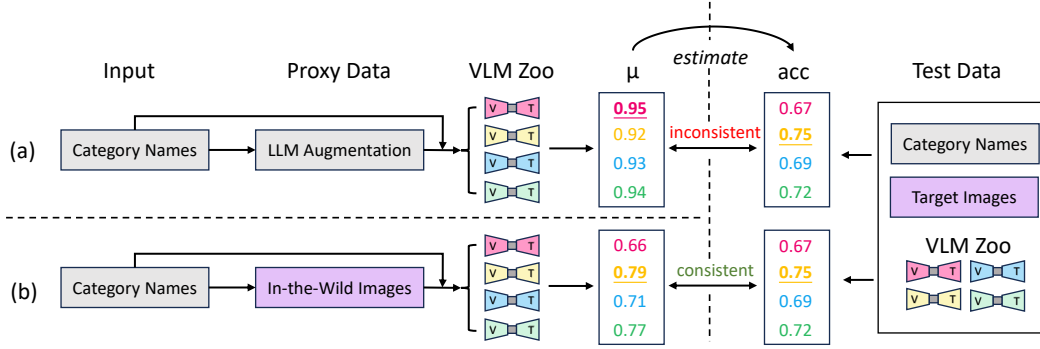 Input
Proxy Data
VLM Zoo
μ
estimate
acc
Test Data
(a)
Category Names
LLM Augmentation
V T
V T
V T
V T
0.95
0.92
0.93
0.94
inconsistent
0.67
0.75
0.69
0.72
Category Names
Target Images
VLM Zoo
V T
V T
V T
V T
(b)
Category Names
In-the-Wild Images
V T
V T
V T
V T
0.66
0.79
0.71
0.77
consistent
0.67
0.75
0.69
0.72